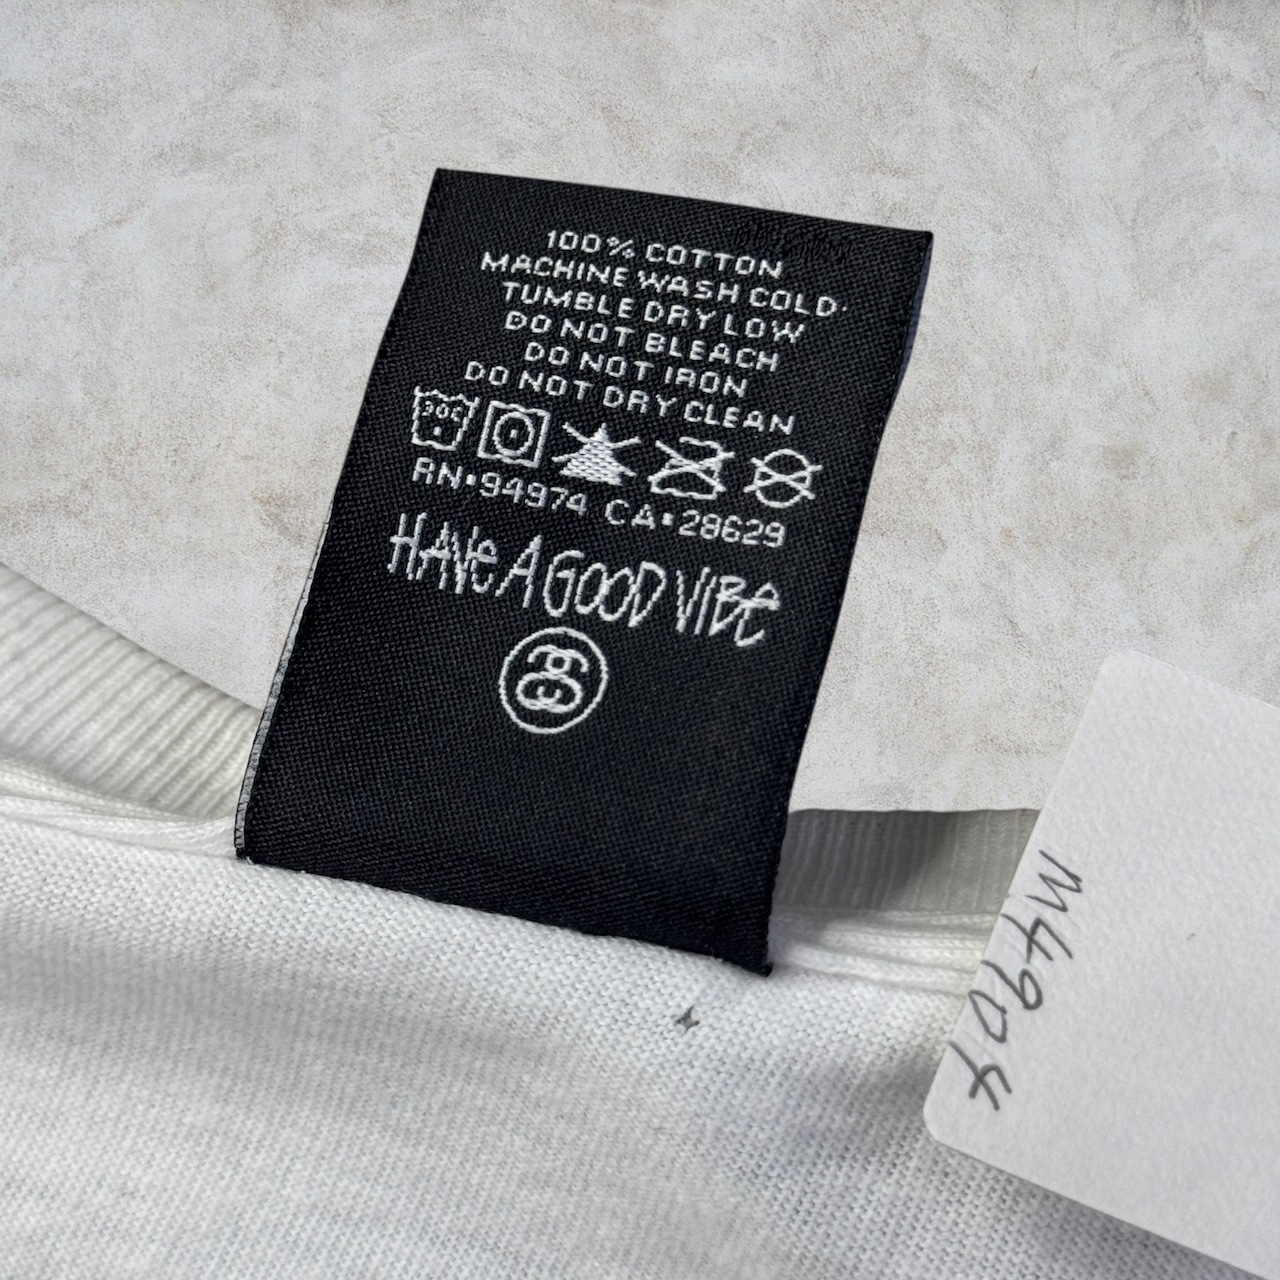 100% COTTON
MACHINE WASH COLD
TUMBLE DRY LOW
DO NOT BLEACH
DO NOT IRON
DO NOT DRY CLEAN
30C
RN•94974 CA•28629
HAVE A GOOD VIBE
M4904